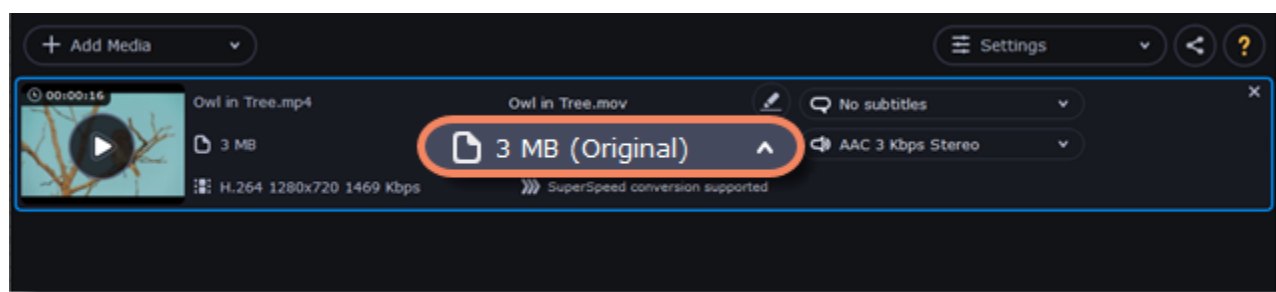 Add Media
Settings
?
00:00:16
Owl in Tree.mp4
Owl in Tree.mov
No subtitles
3 MB
3 MB (Original)
AAC 3 Kbps Stereo
H.264 1280x720 1469 Kbps
SuperSpeed conversion supported